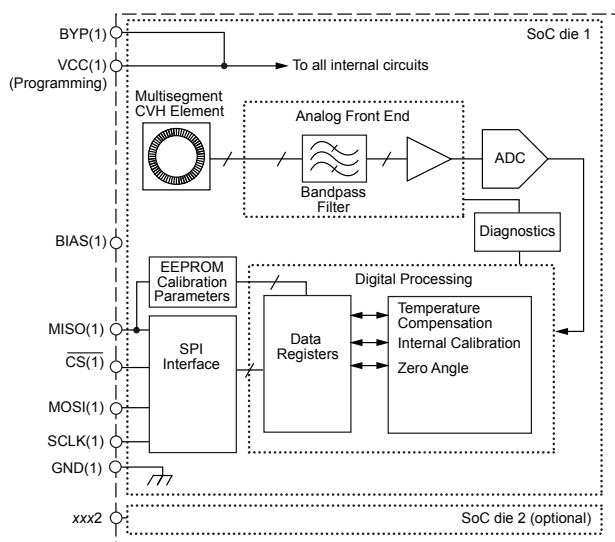 BYP(1)
SoC die 1
VCC(1)
(Programming)
To all internal circuits
Multisegment
CVH Element
Analog Front End
Bandpass
Filter
ADC
Diagnostics
BIAS(1)
EEPROM
Calibration
Parameters
Digital Processing
MISO(1)
CS(1)
MOSI(1)
SCLK(1)
SPI
Interface
Data
Registers
Temperature
Compensation
Internal Calibration
Zero Angle
GND(1)
xxx2
SoC die 2 (optional)